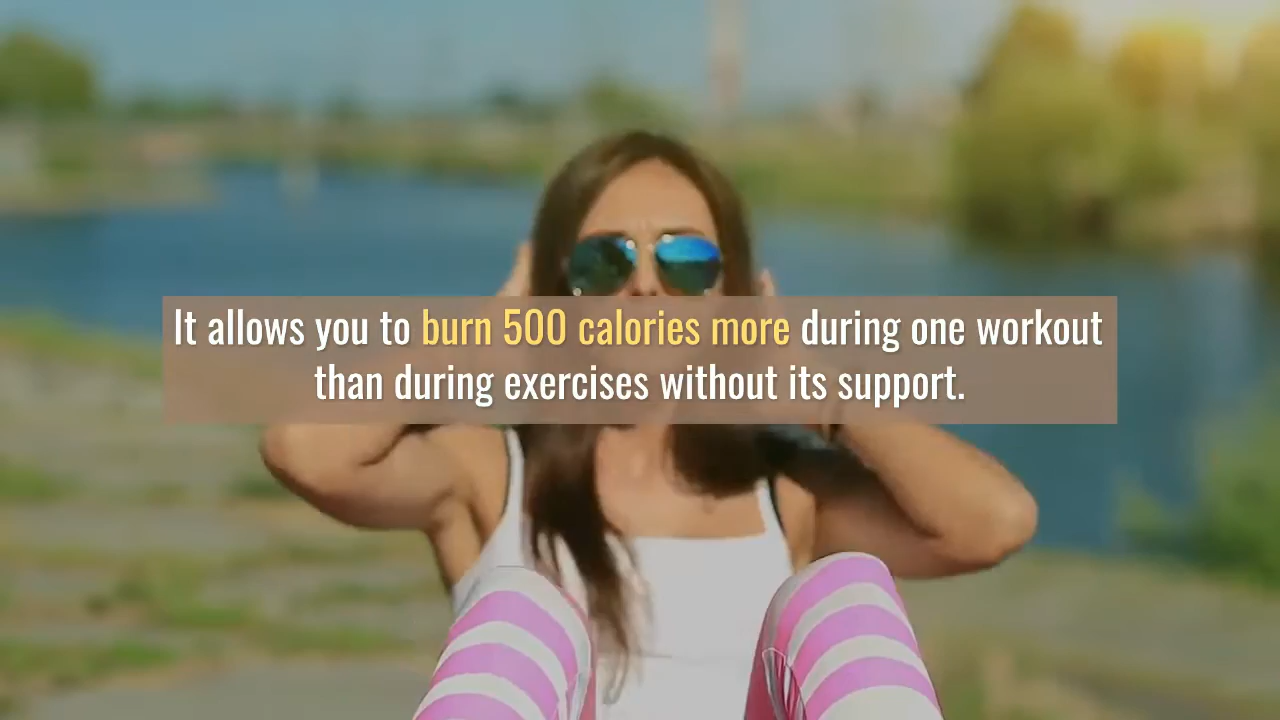 It allows you to burn 500 calories more during one workout
than during exercises without its support.